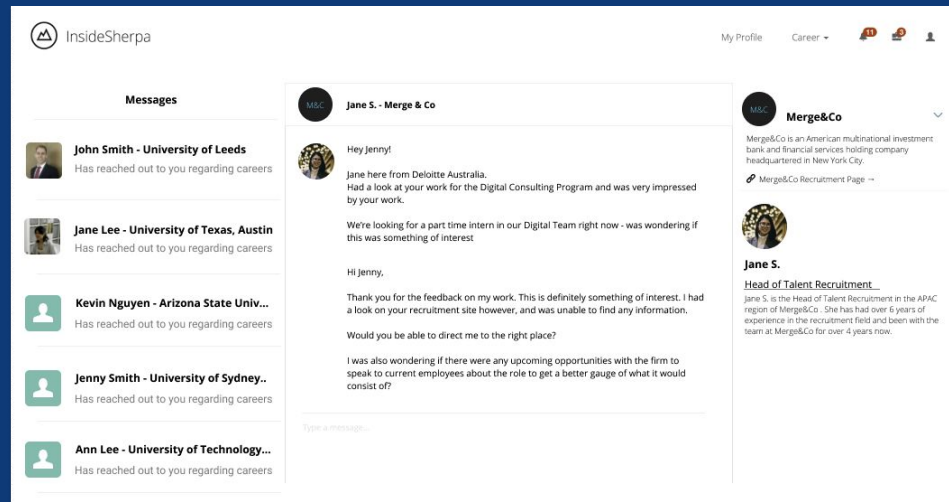 InsideSherpa
My Profile
Career
11
3
Messages
John Smith - University of Leeds
Has reached out to you regarding careers
Jane Lee - University of Texas, Austin
Has reached out to you regarding careers
Kevin Nguyen - Arizona State Univ...
Has reached out to you regarding careers
Jenny Smith - University of Sydney..
Has reached out to you regarding careers
Ann Lee - University of Technology...
Has reached out to you regarding careers
M&C
Jane S. - Merge & Co
Hey Jenny!
Jane here from Deloitte Australia.
Had a look at your work for the Digital Consulting Program and was very impressed
by your work.
We're looking for a part time intern in our Digital Team right now - was wondering if
this was something of interest
Hi Jenny,
Thank you for the feedback on my work. This is definitely something of interest. I had
a look on your recruitment site however, and was unable to find any information.
Would you be able to direct me to the right place?
I was also wondering if there were any upcoming opportunities with the firm to
speak to current employees about the role to get a better gauge of what it would
consist of?
Type a message...
M&C
Merge&Co
Merge&Co is an American multinational investment
bank and financial services holding company
headquartered in New York City.
Merge&Co Recruitment Page →
Jane S.
Head of Talent Recruitment
Jane S. is the Head of Talent Recruitment in the APAC
region of Merge&Co . She has had over 6 years of
experience in the recruitment field and been with the
team at Merge&Co for over 4 years now.